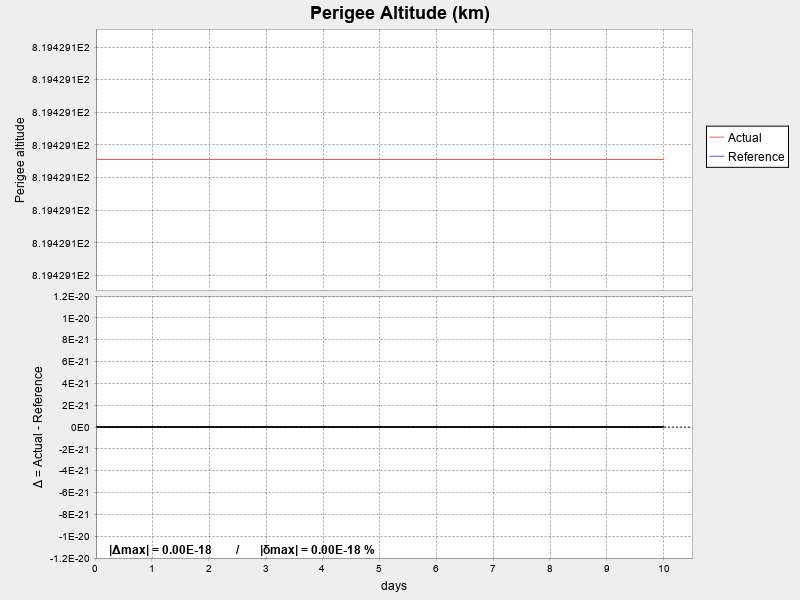 Perigee Altitude (km)
8.194291E2
8.194291E2
8.194291E2
8.194291E2
8.194291E2
8.194291E2
8.194291E2
8.194291E2
Perigee altitude
Actual
Reference
1.2E-20
1E-20
8E-21
6E-21
4E-21
2E-21
0E0
-2E-21
-4E-21
-6E-21
-8E-21
-1E-20
-1.2E-20
Δ = Actual - Reference
|Δmax| = 0.00E-18 / |δmax| = 0.00E-18 %
0 1 2 3 4 5 6 7 8 9 10
days